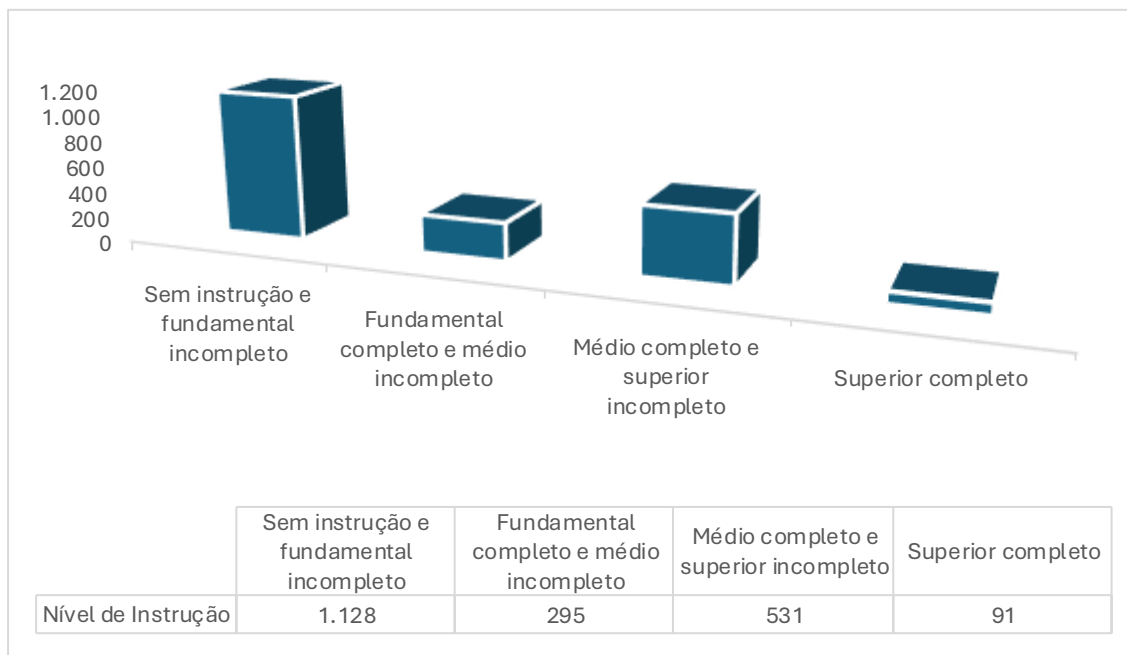 1.200
1.000
800
600
400
200
0
Sem instrução e
fundamental
incompleto
Fundamental
completo e médio
incompleto
Médio completo e
superior
incompleto
Superior completo
Sem instrução e
fundamental
incompleto
Fundamental
completo e médio
incompleto
Médio completo e
superior incompleto
Superior completo
Nível de Instrução 1.128 295 531 91